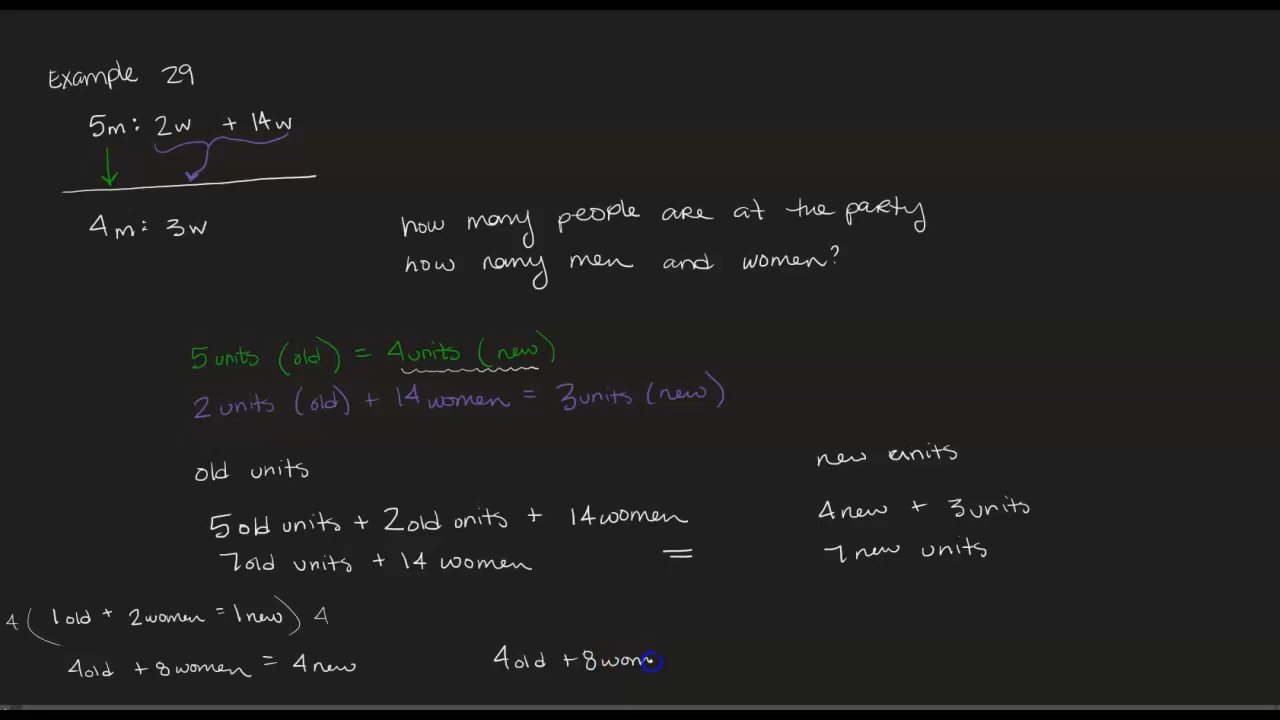 Example 29
5m: 2w + 14w
4m: 3w
how many people are at the party
how many men and women?
5 units (old) = 4 units (new)
2 units (old) + 14 women = 3 units (new)
old units
new units
5 old units + 2 old units + 14 women
4 new + 3 units
7 old units + 14 women = 7 new units
4 (1 old + 2 women = 1 new) 4
4 old + 8 women = 4 new
4 old + 8 wom